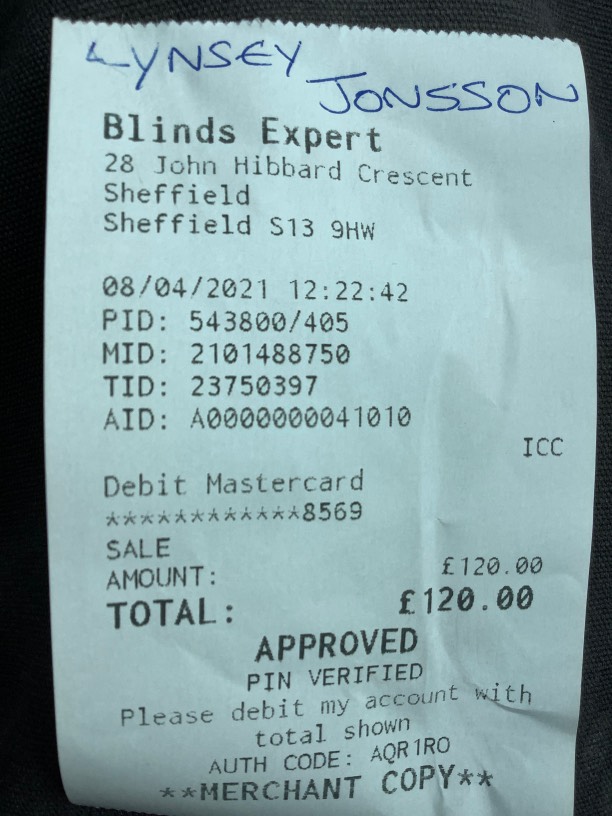 LYNSEY
JONSSON
Blinds Expert
28 John Hibbard Crescent
Sheffield
Sheffield S13 9HW
08/04/2021 12:22:42
PID: 543800/405
MID: 2101488750
TID: 23750397
AID: A0000000041010
ICC
Debit Mastercard
************8569
SALE
AMOUNT: £120.00
TOTAL: £120.00
APPROVED
PIN VERIFIED
Please debit my account with
total shown
AUTH CODE: AQR1RO
**MERCHANT COPY**